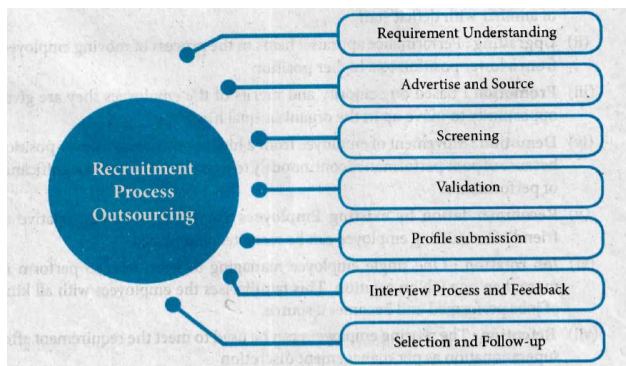 Requirement Understanding
Advertise and Source
Screening
Recruitment
Process
Outsourcing
Validation
Profile submission
Interview Process and Feedback
Selection and Follow-up